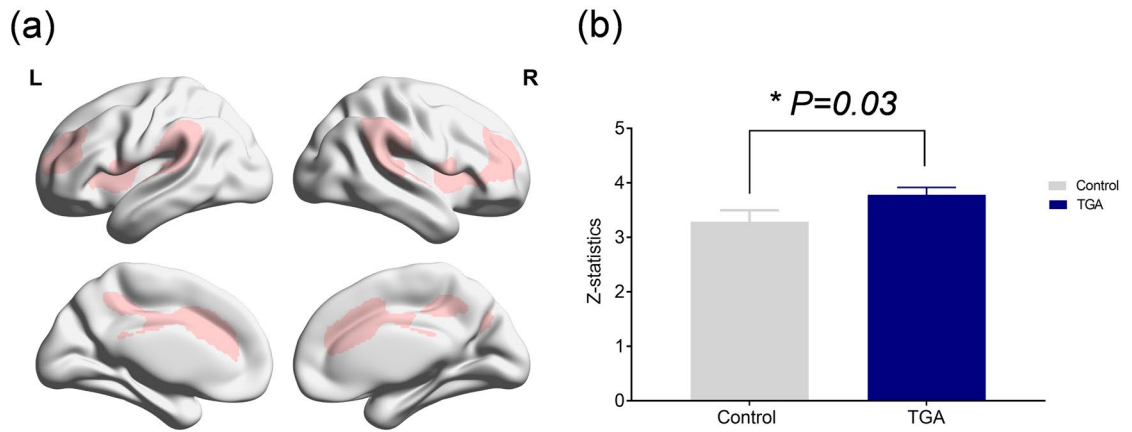 (a)
L
R
(b)
* P=0.03
Z-statistics
5
4
3
2
1
0
Control
TGA
Control
TGA